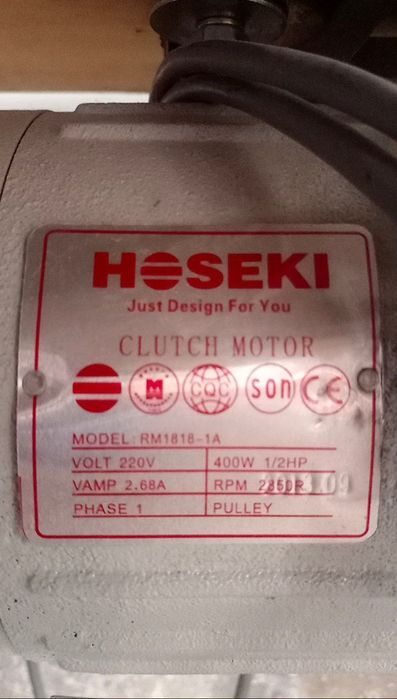 HOSEKI
Just Design For You
CLUTCH MOTOR
M CQC son CE
MODEL: RM1818-1A
VOLT 220V 400W 1/2HP
VAMP 2.68A RPM 2850R
PHASE 1 PULLEY